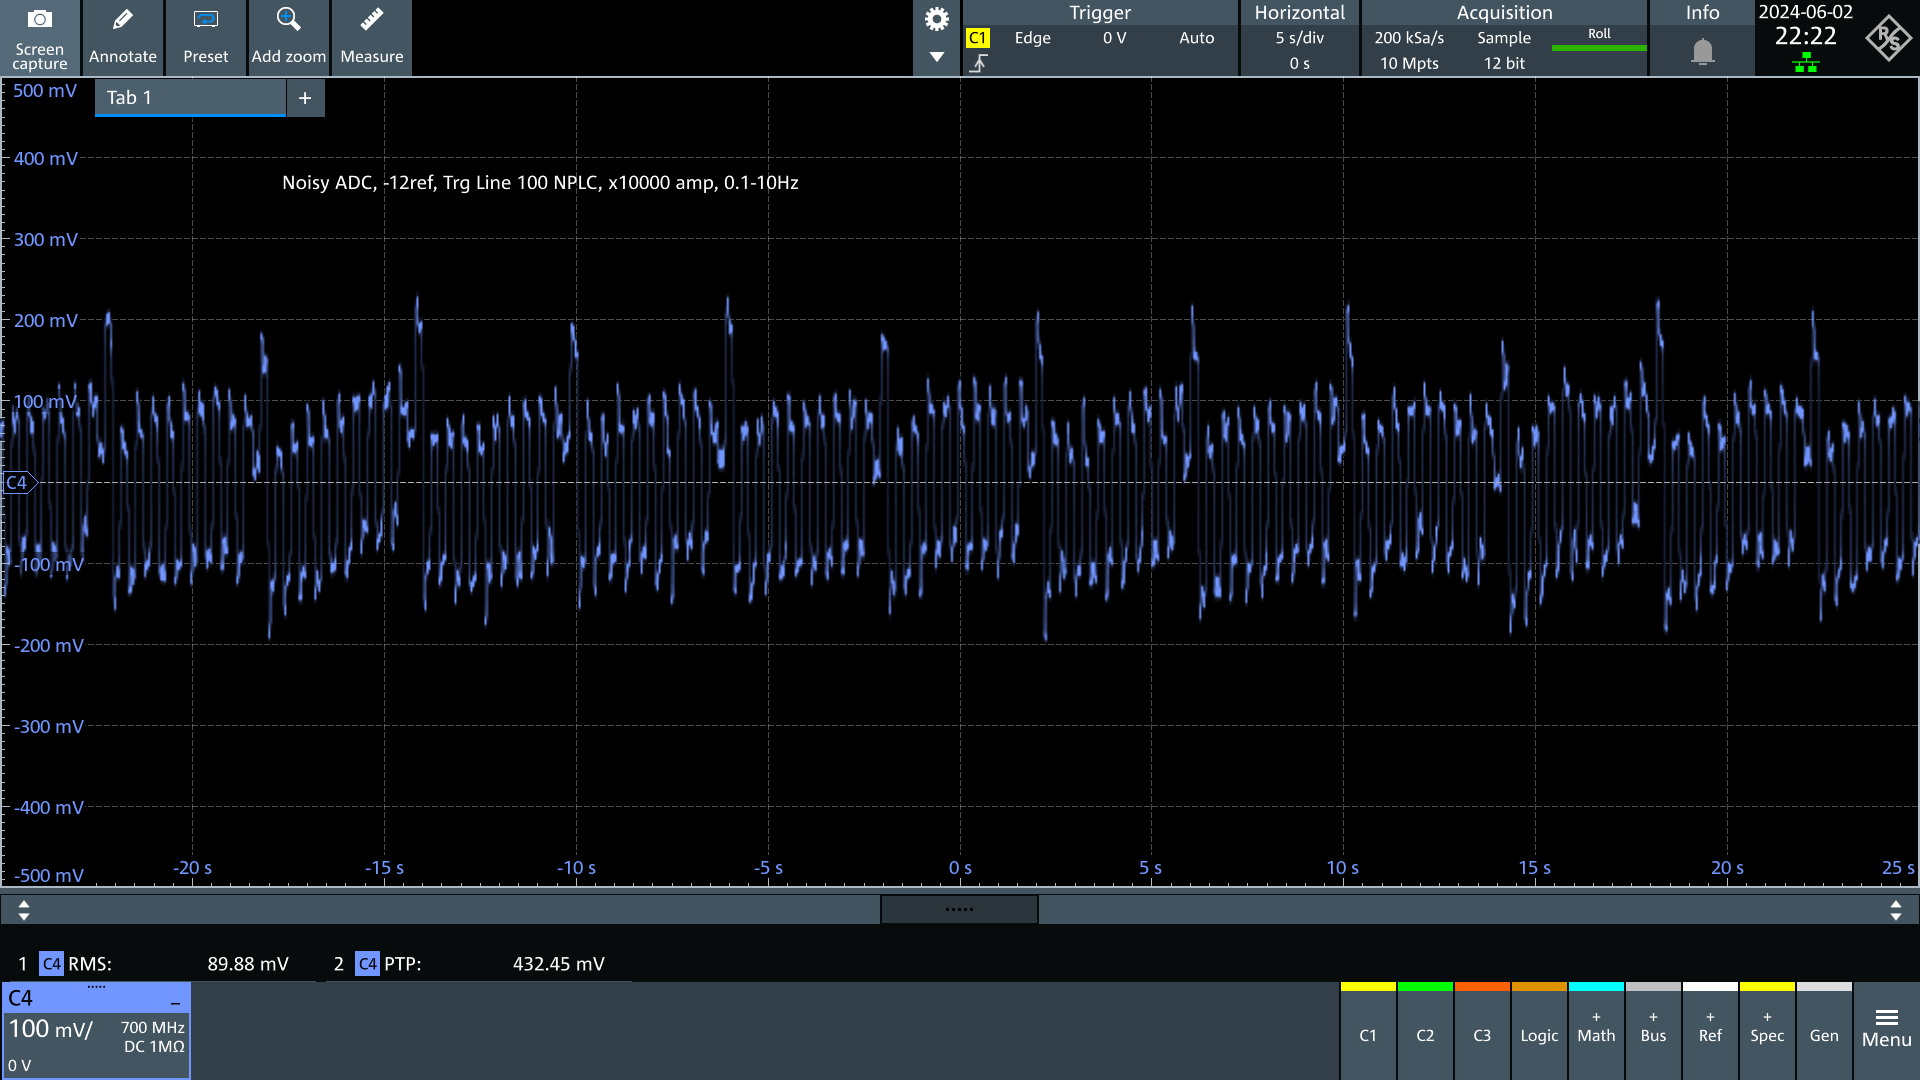 Screen capture
Annotate
Preset
Add zoom
Measure
Trigger
C1 Edge 0 V Auto
Horizontal
5 s/div
0 s
Acquisition
200 kSa/s Sample Roll
10 Mpts 12 bit
Info
2024-06-02
22:22
R S
Tab 1 +
500 mV
400 mV
Noisy ADC, -12ref, Trg Line 100 NPLC, x10000 amp, 0.1-10Hz
300 mV
200 mV
100 mV
C4
-100 mV
-200 mV
-300 mV
-400 mV
-500 mV
-20 s -15 s -10 s -5 s 0 s 5 s 10 s 15 s 20 s 25 s
1 C4 RMS: 89.88 mV 2 C4 PTP: 432.45 mV
C4
100 mV/ 700 MHz
DC 1MΩ
0 V
C1
C2
C3
Logic
+ Math
+ Bus
+ Ref
+ Spec
Gen
Menu